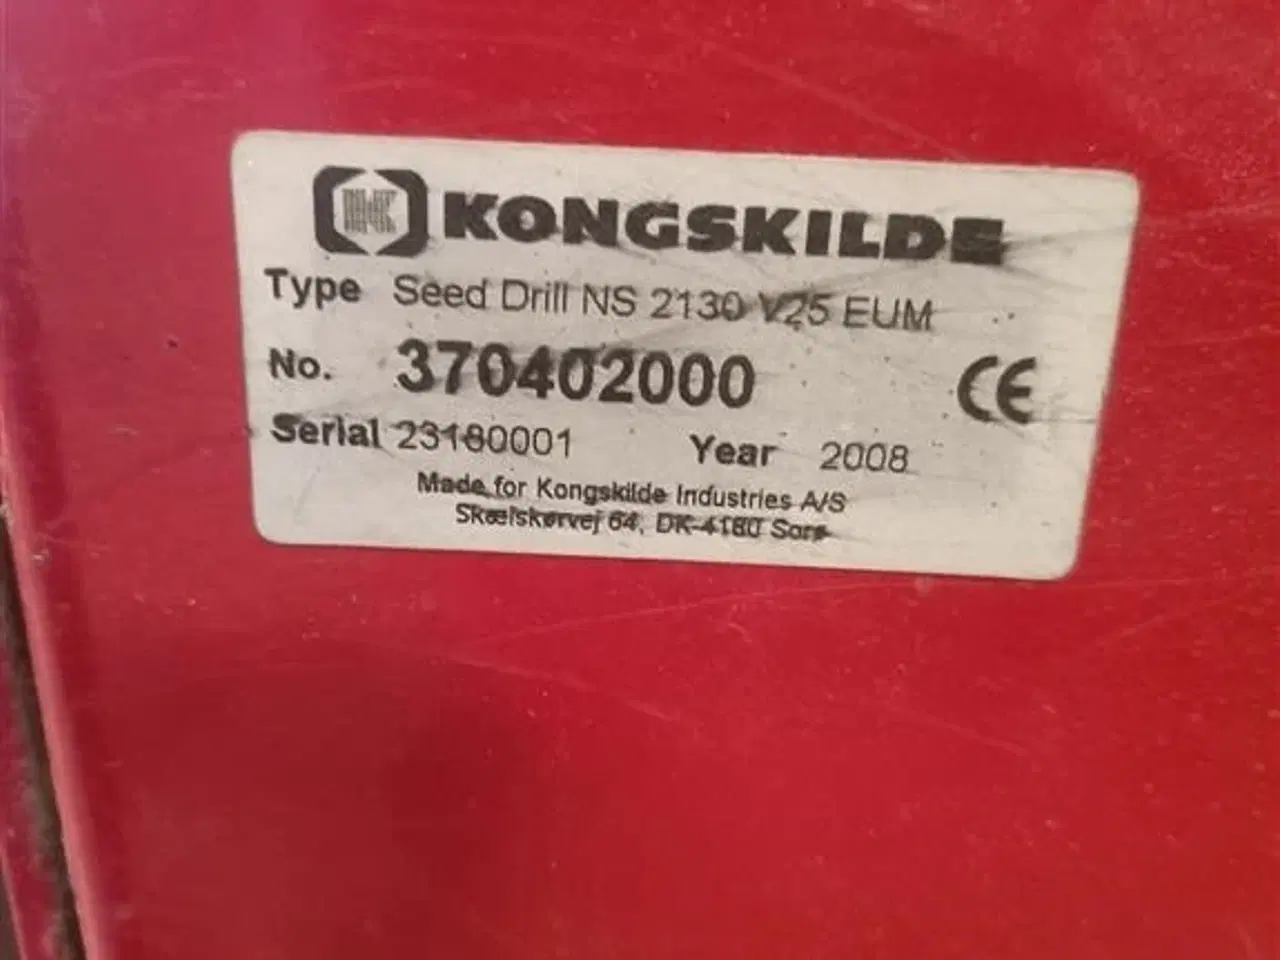 KONGSKILDE
Type Seed Drill NS 2130 V25 EUM
No. 370402000 CE
Serial 23180001 Year 2008
Made for Kongskilde Industries A/S
Skælskørvej 64, DK-4180 Sorø